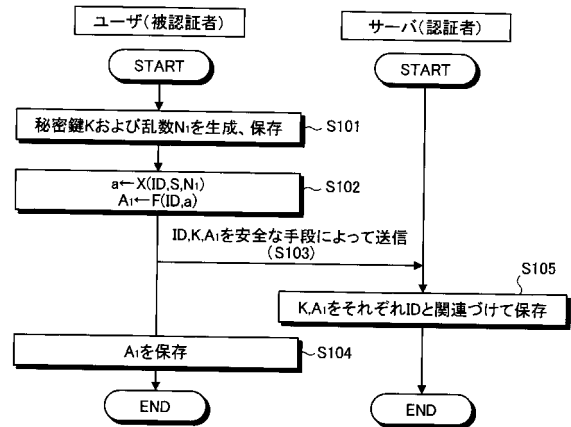 ユーザ(被認証者)
サーバ(認証者)
START
START
秘密鍵Kおよび乱数N₁を生成、保存
S101
a←X(ID,S,N₁)
A₁←F(ID,a)
S102
ID,K,A₁を安全な手段によって送信
(S103)
S105
K,A₁をそれぞれIDと関連づけて保存
A₁を保存
S104
END
END